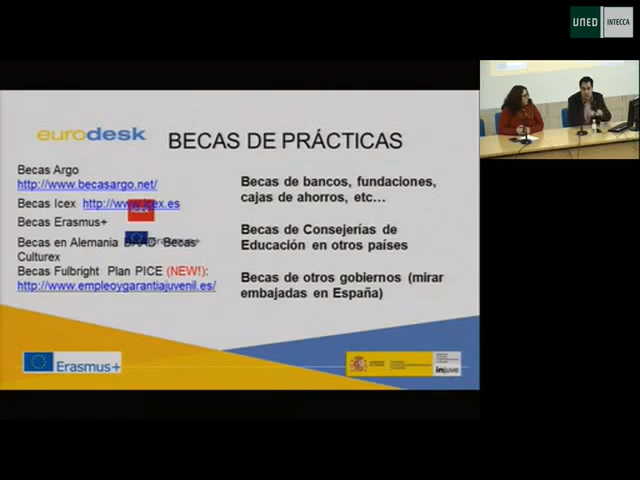 UNED INTECCA
eurodesk
BECAS DE PRÁCTICAS
Becas Argo
http://www.becasargo.net/
Becas Icex http://www.icex.es
Becas Erasmus+
Becas en Alemania DAAD Becas
Culturex
Becas Fulbright Plan PICE (NEW!):
http://www.empleoygarantiajuvenil.es/
Becas de bancos, fundaciones,
cajas de ahorros, etc...
Becas de Consejerías de
Educación en otros países
Becas de otros gobiernos (mirar
embajadas en España)
Erasmus+
injuve